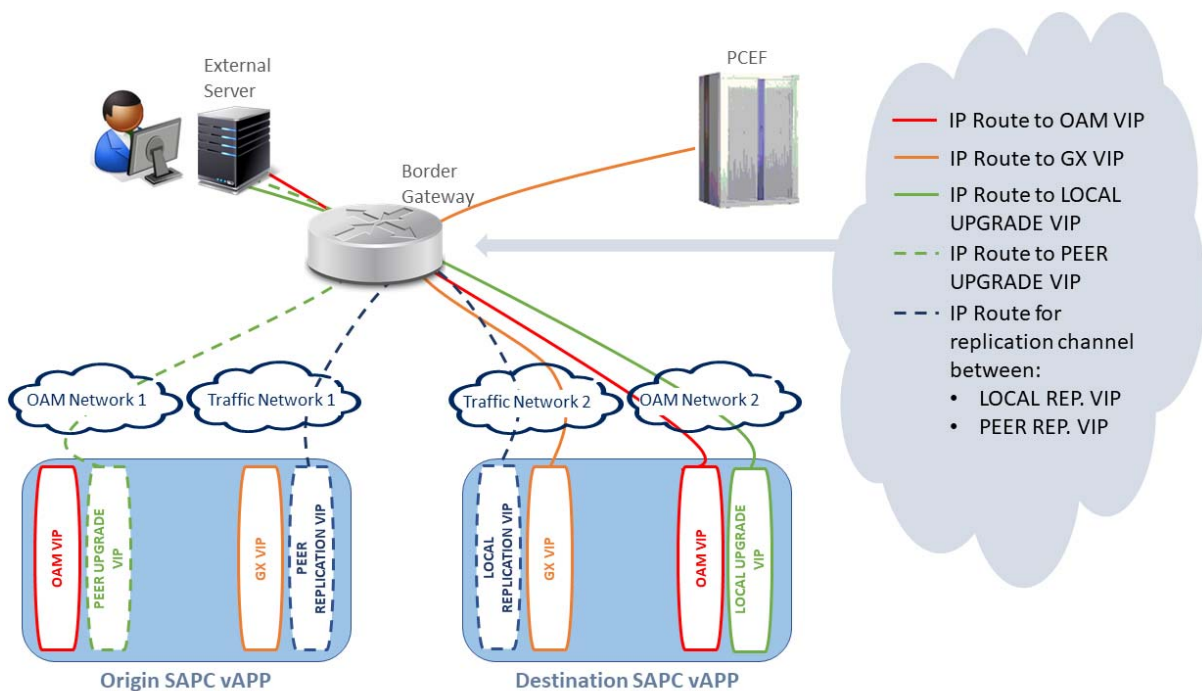 External
Server
PCEF
Border
Gateway
IP Route to OAM VIP
IP Route to GX VIP
IP Route to LOCAL
UPGRADE VIP
IP Route to PEER
UPGRADE VIP
IP Route for
replication channel
between:
• LOCAL REP. VIP
• PEER REP. VIP
OAM Network 1
Traffic Network 1
Traffic Network 2
OAM Network 2
OAM VIP
PEER UPGRADE
VIP
GX VIP
PEER
REPLICATION VIP
LOCAL
REPLICATION VIP
GX VIP
OAM VIP
LOCAL UPGRADE
VIP
Origin SAPC vAPP
Destination SAPC vAPP